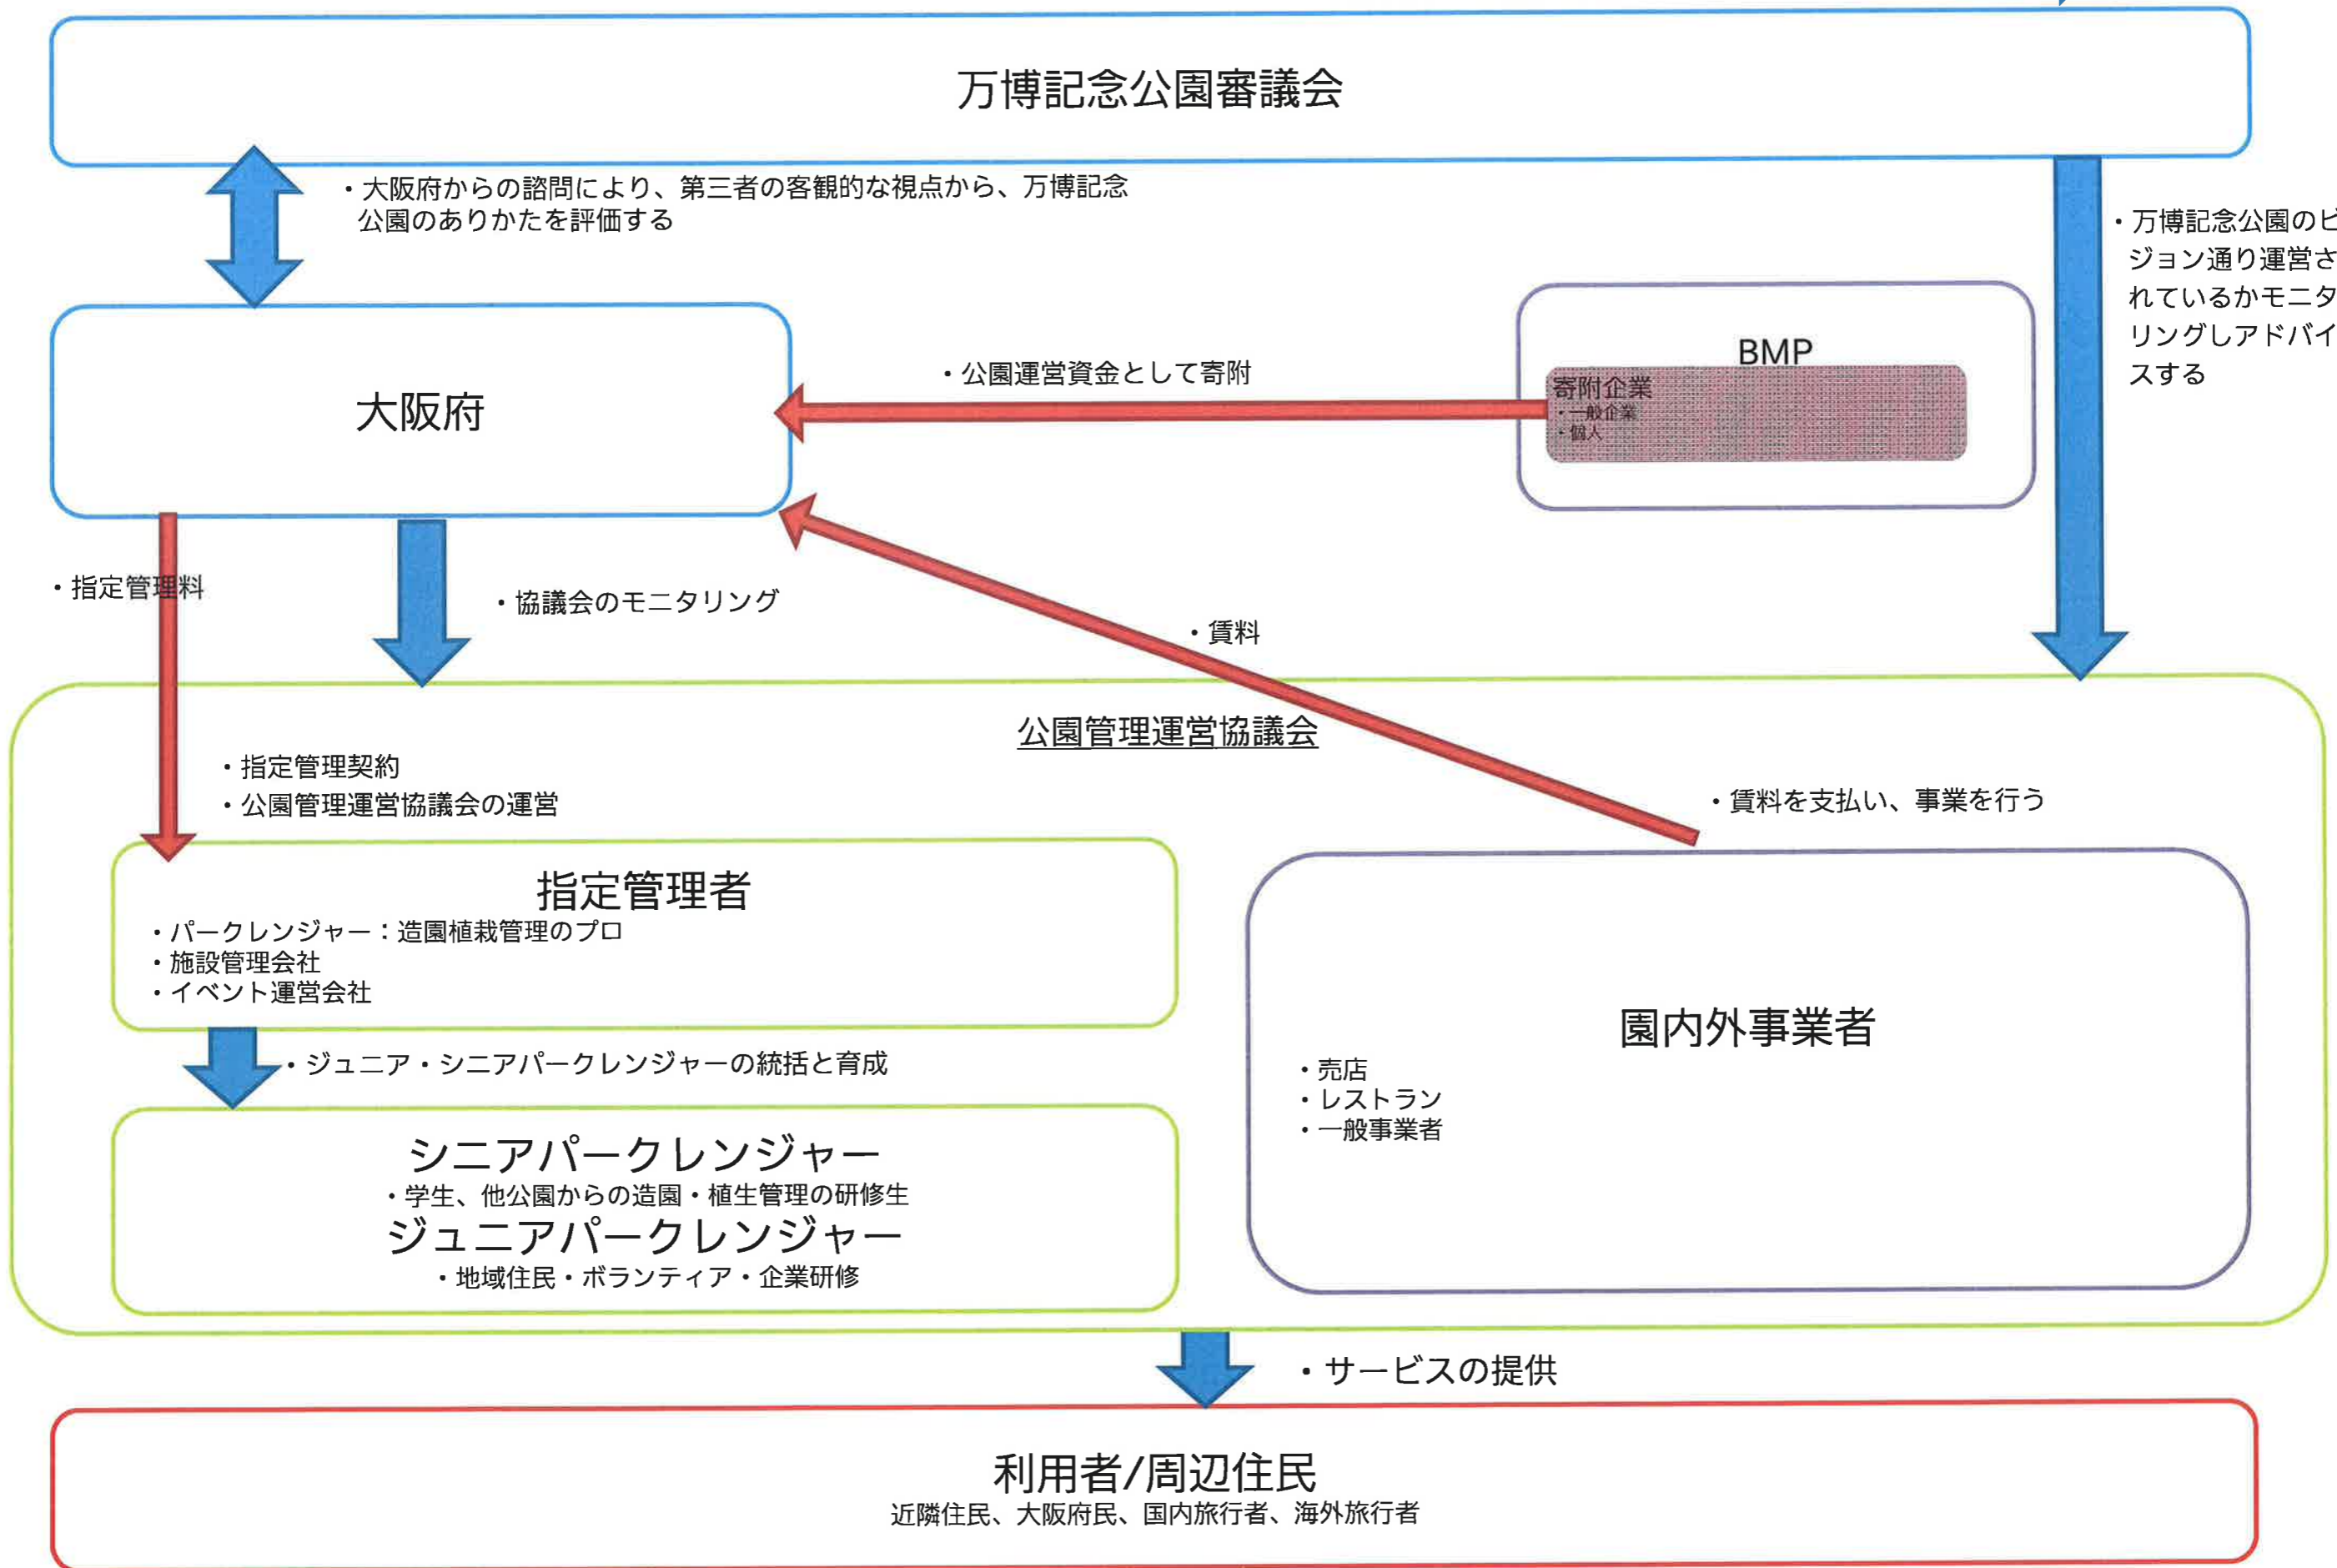 万博記念公園審議会
・大阪府からの諮問により、第三者の客観的な視点から、万博記念
公園のありかたを評価する
・万博記念公園のビ
ジョン通り運営さ
れているかモニタ
リングしアドバイ
スする
大阪府
・公園運営資金として寄附
BMP
寄附企業
・一般企業
・個人
・指定管理料
・協議会のモニタリング
・賃料
公園管理運営協議会
・指定管理契約
・公園管理運営協議会の運営
・賃料を支払い、事業を行う
指定管理者
・パークレンジャー：造園植栽管理のプロ
・施設管理会社
・イベント運営会社
園内外事業者
・売店
・レストラン
・一般事業者
・ジュニア・シニアパークレンジャーの統括と育成
シニアパークレンジャー
・学生、他公園からの造園・植生管理の研修生
ジュニアパークレンジャー
・地域住民・ボランティア・企業研修
・サービスの提供
利用者/周辺住民
近隣住民、大阪府民、国内旅行者、海外旅行者